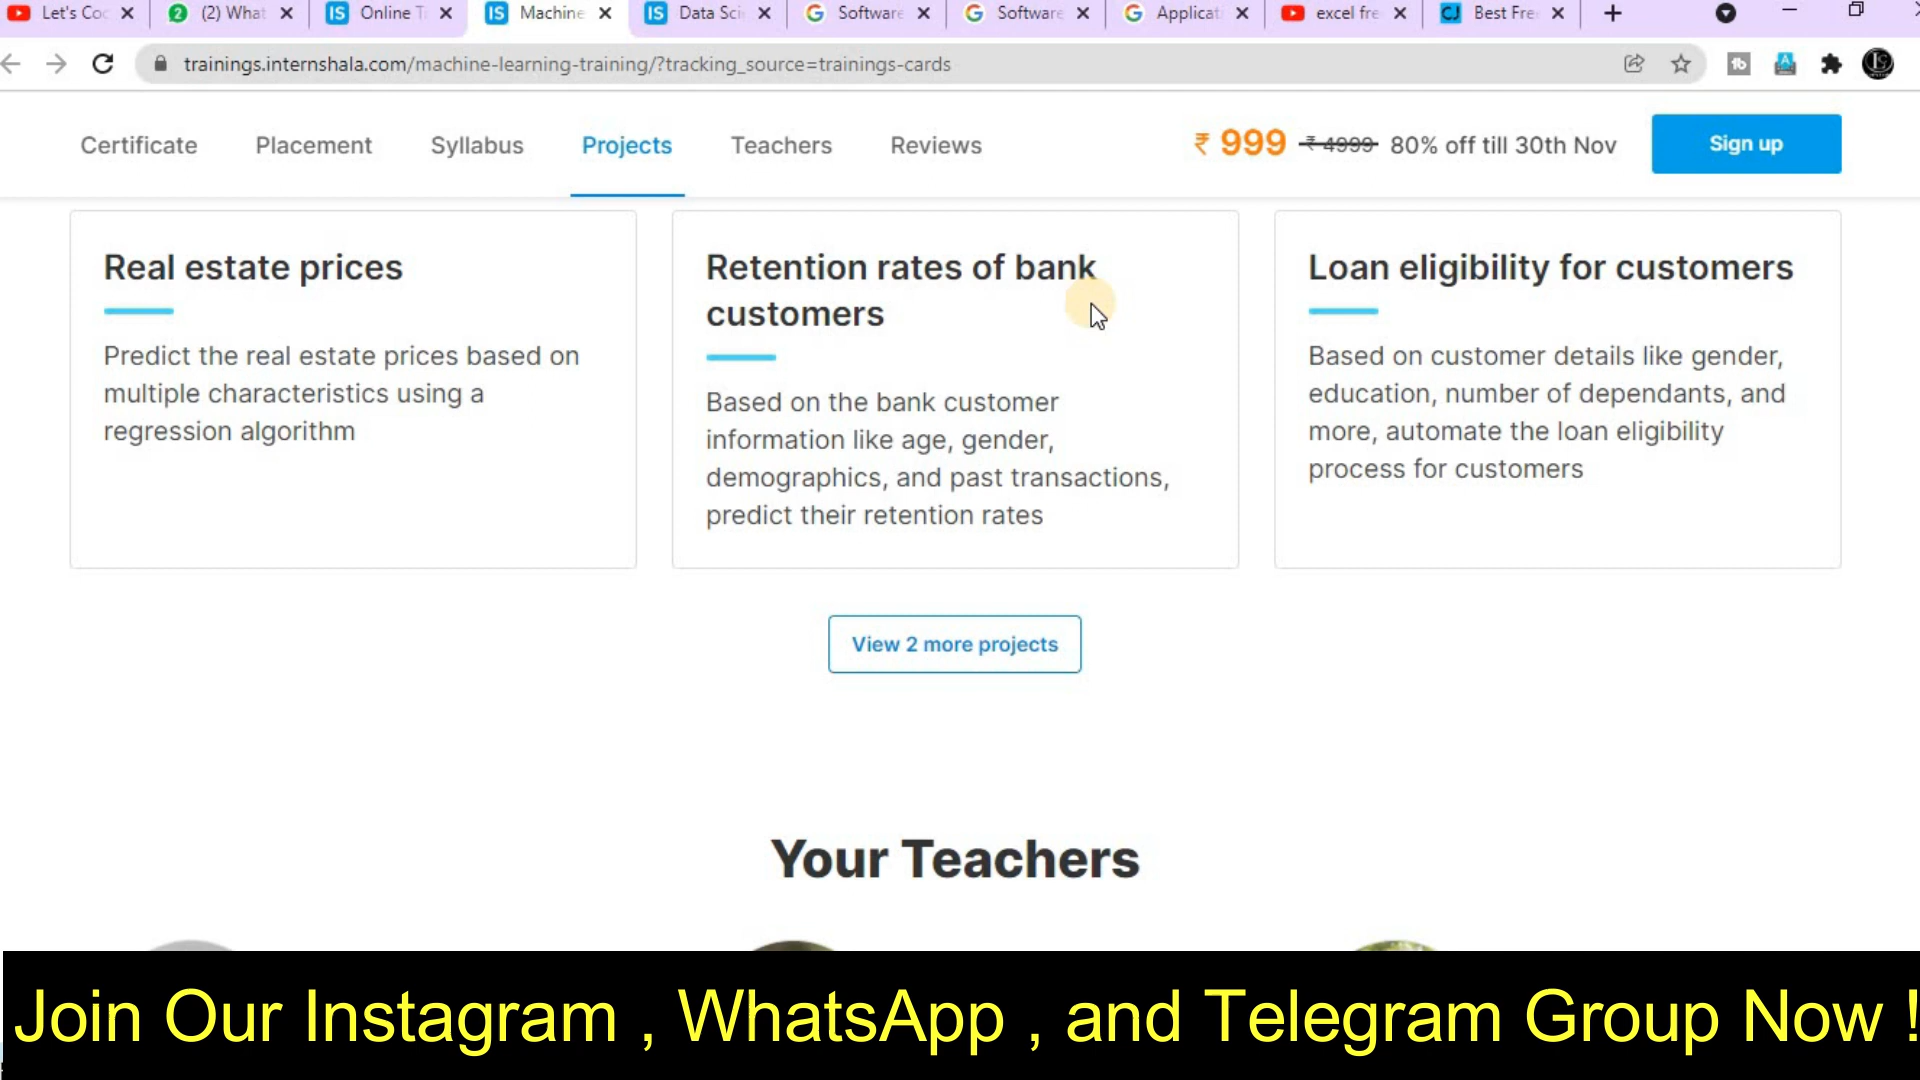 Let's Coc
(2) What
Online T
Machine
Data Sci
Software
Software
Applicat
excel fre
Best Fre
trainings.internshala.com/machine-learning-training/?tracking_source=trainings-cards
Certificate
Placement
Syllabus
Projects
Teachers
Reviews
₹ 999 ₹ 4999 80% off till 30th Nov
Sign up
Real estate prices
Predict the real estate prices based on
multiple characteristics using a
regression algorithm
Retention rates of bank
customers
Based on the bank customer
information like age, gender,
demographics, and past transactions,
predict their retention rates
Loan eligibility for customers
Based on customer details like gender,
education, number of dependants, and
more, automate the loan eligibility
process for customers
View 2 more projects
Your Teachers
Join Our Instagram , WhatsApp , and Telegram Group Now !